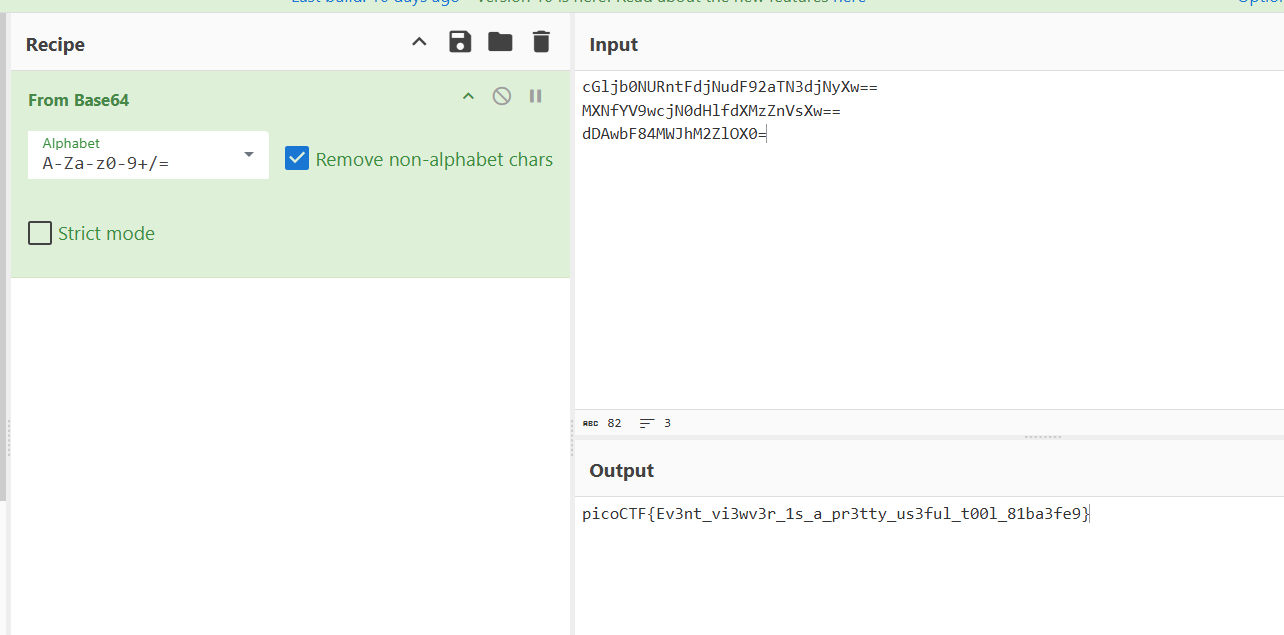 Last build: 10 days ago - Version 10 is here! Read about the new features here
Recipe
Input
From Base64
Alphabet
A-Za-z0-9+/=
Remove non-alphabet chars
Strict mode
cGljb0NURntFdjNudF92aTN3djNyXw==
MXNfYV9wcjN0dHlfdXMzZnVsXw==
dDAwbF84MWJhM2ZlOX0=
ABC 82 3
Output
picoCTF{Ev3nt_vi3wv3r_1s_a_pr3tty_us3ful_t00l_81ba3fe9}